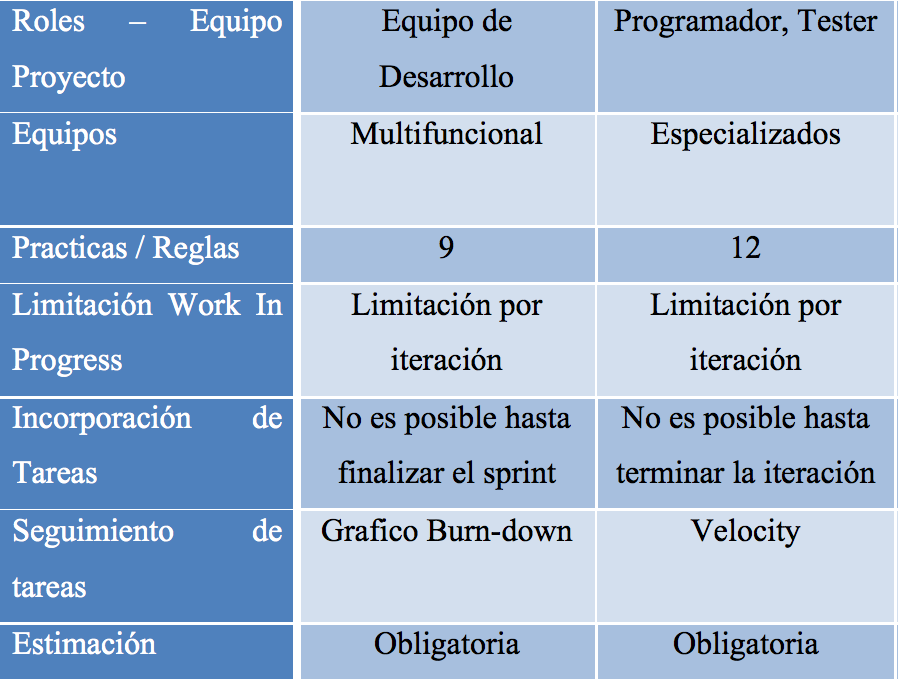 Roles – Equipo Equipo de Programador, Tester
Proyecto Desarrollo
Equipos Multifuncional Especializados
Practicas / Reglas 9 12
Limitación Work In Limitación por Limitación por
Progress iteración iteración
Incorporación de No es posible hasta No es posible hasta
Tareas finalizar el sprint terminar la iteración
Seguimiento de Grafico Burn-down Velocity
tareas
Estimación Obligatoria Obligatoria